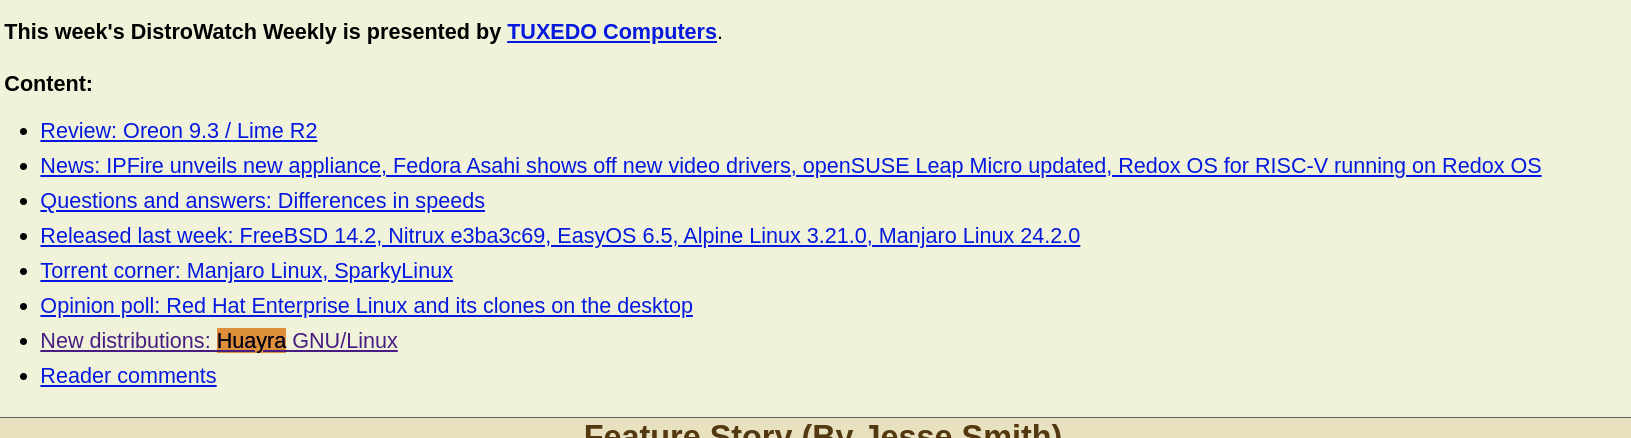 This week's DistroWatch Weekly is presented by TUXEDO Computers.
Content:
Review: Oreon 9.3 / Lime R2
News: IPFire unveils new appliance, Fedora Asahi shows off new video drivers, openSUSE Leap Micro updated, Redox OS for RISC-V running on Redox OS
Questions and answers: Differences in speeds
Released last week: FreeBSD 14.2, Nitrux e3ba3c69, EasyOS 6.5, Alpine Linux 3.21.0, Manjaro Linux 24.2.0
Torrent corner: Manjaro Linux, SparkyLinux
Opinion poll: Red Hat Enterprise Linux and its clones on the desktop
New distributions: Huayra GNU/Linux
Reader comments
Feature Story (By Jesse Smith)